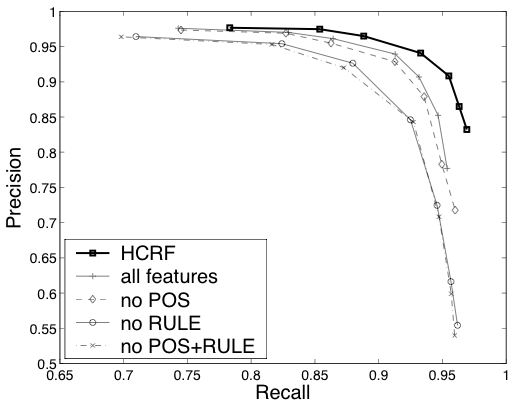 1
0.95
0.9
0.85
0.8
0.75
0.7
0.65
0.6
0.55
0.5
Precision
HCRF
all features
no POS
no RULE
no POS+RULE
0.65 0.7 0.75 0.8 0.85 0.9 0.95 1
Recall